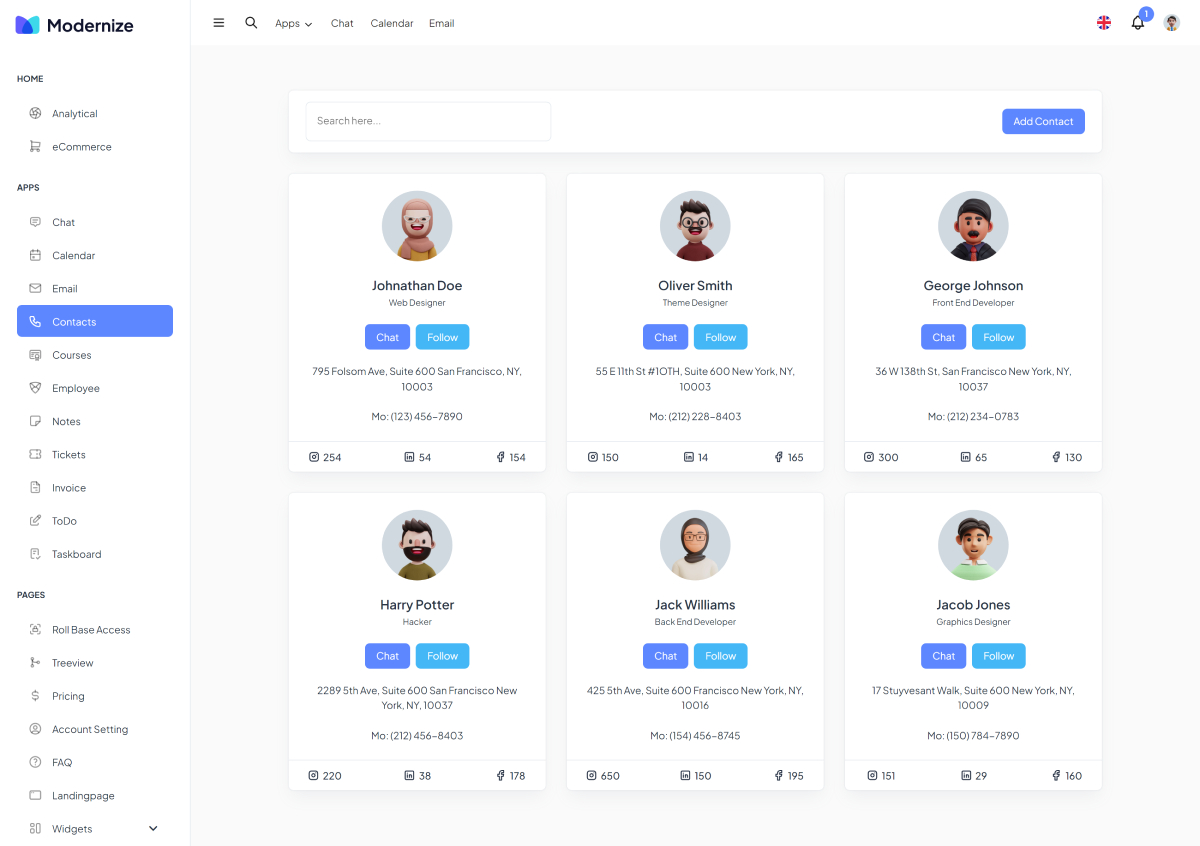 Modernize
Apps
Chat
Calendar
Email
1
HOME
Analytical
eCommerce
APPS
Chat
Calendar
Email
Contacts
Courses
Employee
Notes
Tickets
Invoice
ToDo
Taskboard
PAGES
Roll Base Access
Treeview
Pricing
Account Setting
FAQ
Landingpage
Widgets
Search here...
Add Contact
Johnathan Doe
Web Designer
Chat
Follow
795 Folsom Ave, Suite 600 San Francisco, NY,
10003
Mo: (123) 456-7890
254
54
154
Oliver Smith
Theme Designer
Chat
Follow
55 E 11th St #1OTH, Suite 600 New York, NY,
10003
Mo: (212) 228-8403
150
14
165
George Johnson
Front End Developer
Chat
Follow
36 W 138th St, San Francisco New York, NY,
10037
Mo: (212) 234-0783
300
65
130
Harry Potter
Hacker
Chat
Follow
2289 5th Ave, Suite 600 San Francisco New
York, NY, 10037
Mo: (212) 456-8403
220
38
178
Jack Williams
Back End Developer
Chat
Follow
425 5th Ave, Suite 600 Francisco New York, NY,
10016
Mo: (154) 456-8745
650
150
195
Jacob Jones
Graphics Designer
Chat
Follow
17 Stuyvesant Walk, Suite 600 New York, NY,
10009
Mo: (150) 784-7890
151
29
160